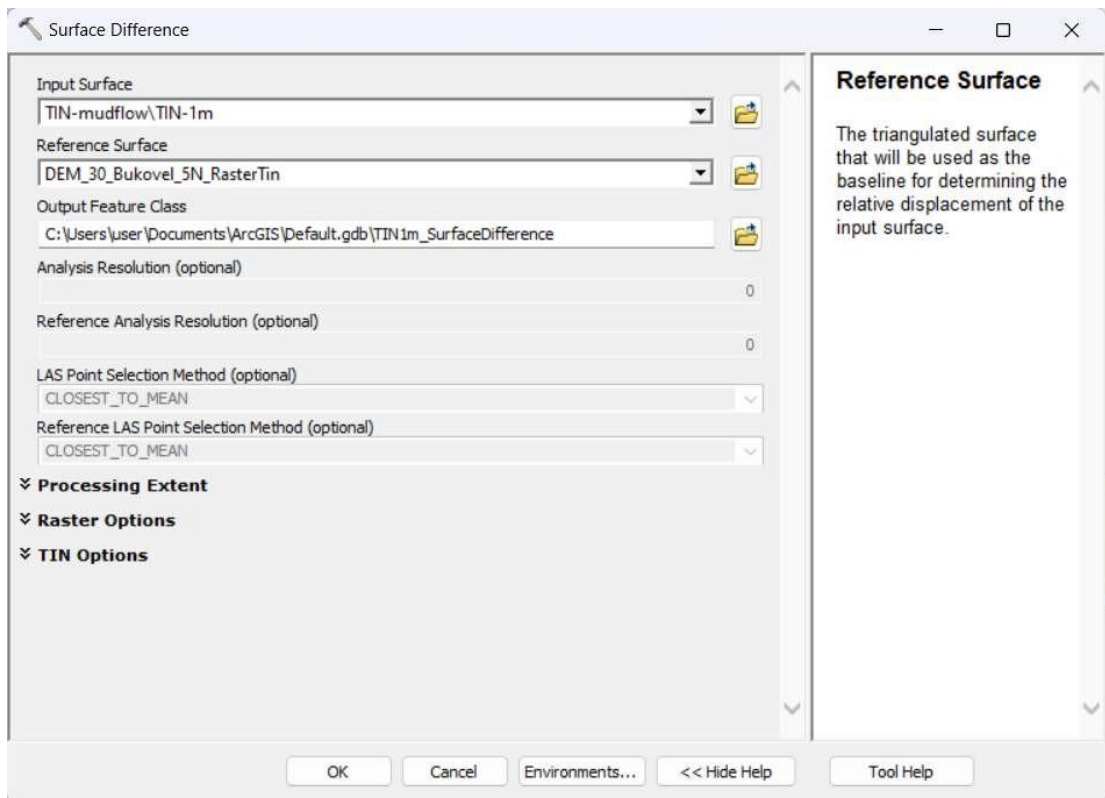 Surface Difference
Input Surface
TIN-mudflow\TIN-1m
Reference Surface
DEM_30_Bukovel_5N_RasterTin
Output Feature Class
C:\Users\user\Documents\ArcGIS\Default.gdb\TIN1m_SurfaceDifference
Analysis Resolution (optional)
0
Reference Analysis Resolution (optional)
0
LAS Point Selection Method (optional)
CLOSEST_TO_MEAN
Reference LAS Point Selection Method (optional)
CLOSEST_TO_MEAN
Processing Extent
Raster Options
TIN Options
Reference Surface
The triangulated surface
that will be used as the
baseline for determining the
relative displacement of the
input surface.
OK
Cancel
Environments...
<< Hide Help
Tool Help